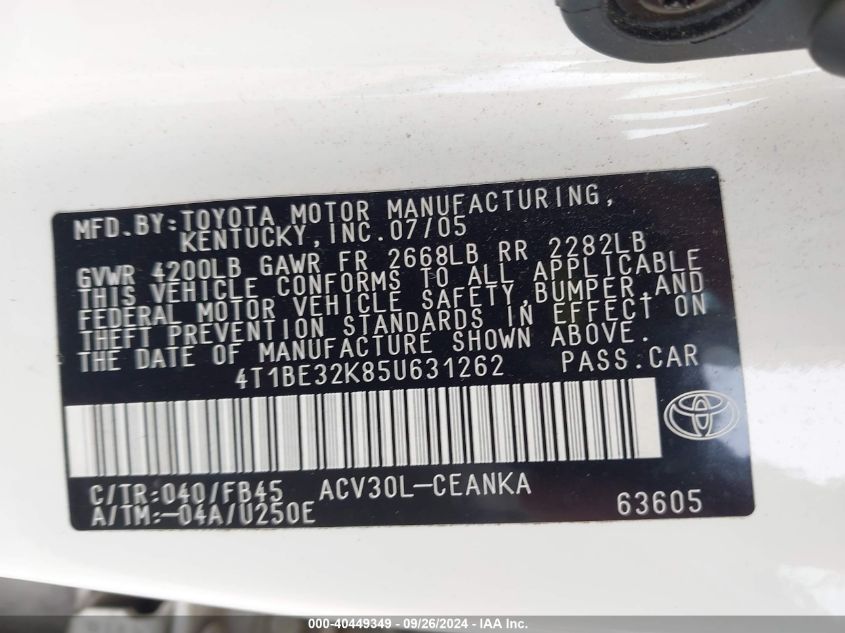 MFD. BY: TOYOTA MOTOR MANUFACTURING,
KENTUCKY, INC. 07/05
GVWR 4200LB GAWR FR 2668LB RR 2282LB
THIS VEHICLE CONFORMS TO ALL APPLICABLE
FEDERAL MOTOR VEHICLE SAFETY, BUMPER, AND
THEFT PREVENTION STANDARDS IN EFFECT ON
THE DATE OF MANUFACTURE SHOWN ABOVE.
4T1BE32K85U631262 PASS. CAR
C/TR: 040/FB45 ACV30L-CEANKA
A/TM: -04A/U250E 63605
000-40449349 - 09/26/2024 - IAA Inc.